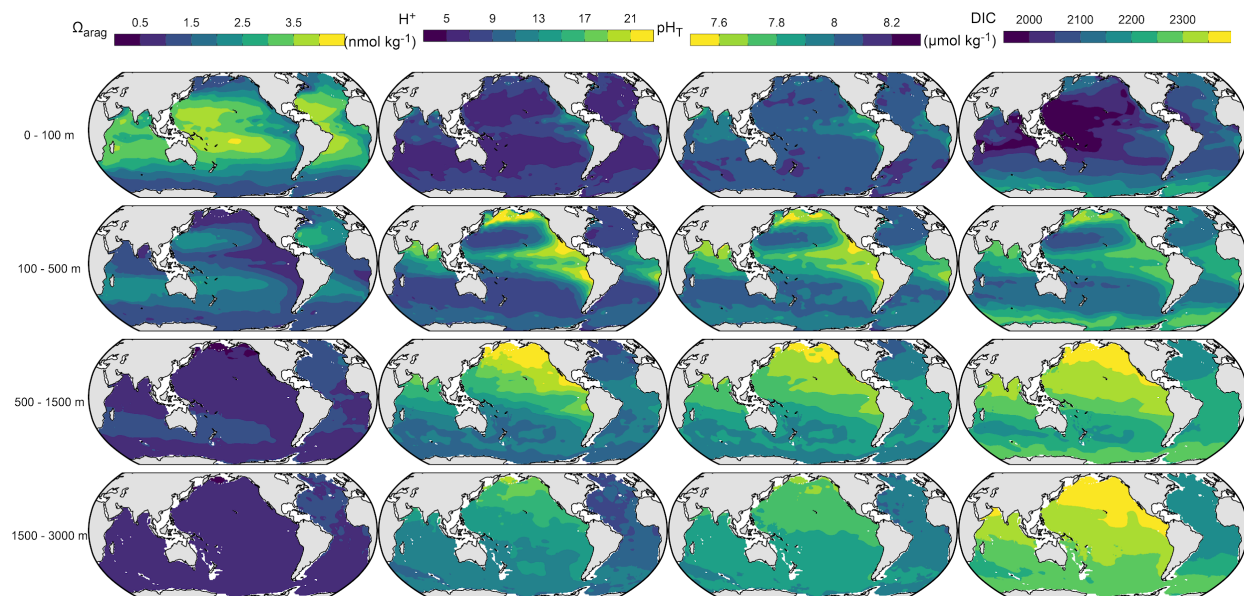 Ωarag 0.5 1.5 2.5 3.5 (nmol kg⁻¹)
H⁺ 5 9 13 17 21
pHT 7.6 7.8 8 8.2 (μmol kg⁻¹)
DIC 2000 2100 2200 2300
0 - 100 m
100 - 500 m
500 - 1500 m
1500 - 3000 m